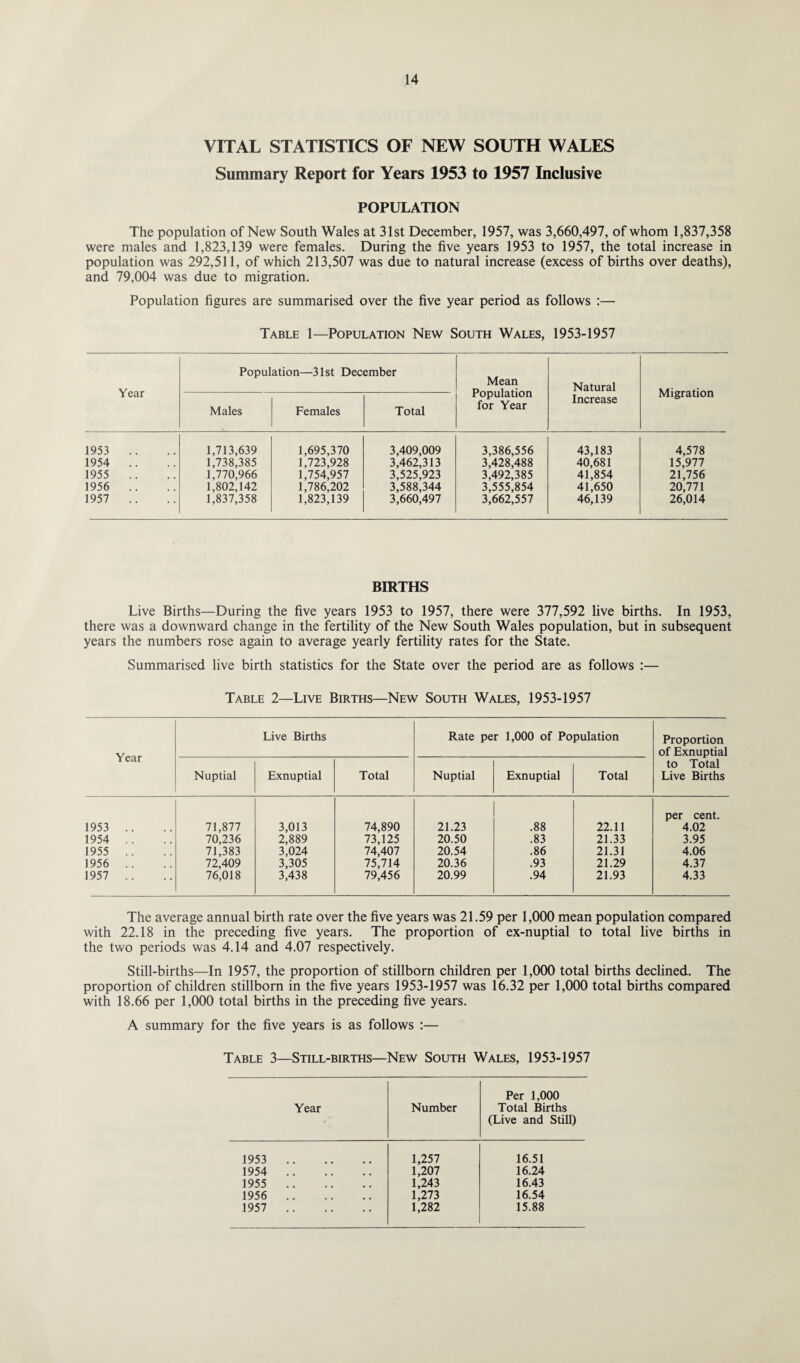 14
VITAL STATISTICS OF NEW SOUTH WALES
Summary Report for Years 1953 to 1957 Inclusive
POPULATION
The population of New South Wales at 31st December, 1957, was 3,660,497, of whom 1,837,358
were males and 1,823,139 were females. During the five years 1953 to 1957, the total increase in
population was 292,511, of which 213,507 was due to natural increase (excess of births over deaths),
and 79,004 was due to migration.
Population figures are summarised over the five year period as follows :—
Table 1—Population New South Wales, 1953-1957
Year | Population—31st December | Mean Population for Year | Natural Increase | Migration
Males | Females | Total
1953 .. .. 1,713,639 1,695,370 3,409,009 3,386,556 43,183 4,578
1954 .. .. 1,738,385 1,723,928 3,462,313 3,428,488 40,681 15,977
1955 .. .. 1,770,966 1,754,957 3,525,923 3,492,385 41,854 21,756
1956 .. .. 1,802,142 1,786,202 3,588,344 3,555,854 41,650 20,771
1957 .. .. 1,837,358 1,823,139 3,660,497 3,662,557 46,139 26,014
BIRTHS
Live Births—During the five years 1953 to 1957, there were 377,592 live births. In 1953,
there was a downward change in the fertility of the New South Wales population, but in subsequent
years the numbers rose again to average yearly fertility rates for the State.
Summarised live birth statistics for the State over the period are as follows :—
Table 2—Live Births—New South Wales, 1953-1957
Year | Live Births | Rate per 1,000 of Population | Proportion of Exnuptial to Total Live Births
Nuptial | Exnuptial | Total | Nuptial | Exnuptial | Total
per cent.
1953 .. .. 71,877 3,013 74,890 21.23 .88 22.11 4.02
1954 .. .. 70,236 2,889 73,125 20.50 .83 21.33 3.95
1955 .. .. 71,383 3,024 74,407 20.54 .86 21.31 4.06
1956 .. .. 72,409 3,305 75,714 20.36 .93 21.29 4.37
1957 .. .. 76,018 3,438 79,456 20.99 .94 21.93 4.33
The average annual birth rate over the five years was 21.59 per 1,000 mean population compared
with 22.18 in the preceding five years. The proportion of ex-nuptial to total live births in
the two periods was 4.14 and 4.07 respectively.
Still-births—In 1957, the proportion of stillborn children per 1,000 total births declined. The
proportion of children stillborn in the five years 1953-1957 was 16.32 per 1,000 total births compared
with 18.66 per 1,000 total births in the preceding five years.
A summary for the five years is as follows :—
Table 3—Still-births—New South Wales, 1953-1957
Year | Number | Per 1,000 Total Births (Live and Still)
1953 .. .. .. 1,257 16.51
1954 .. .. .. 1,207 16.24
1955 .. .. .. 1,243 16.43
1956 .. .. .. 1,273 16.54
1957 .. .. .. 1,282 15.88